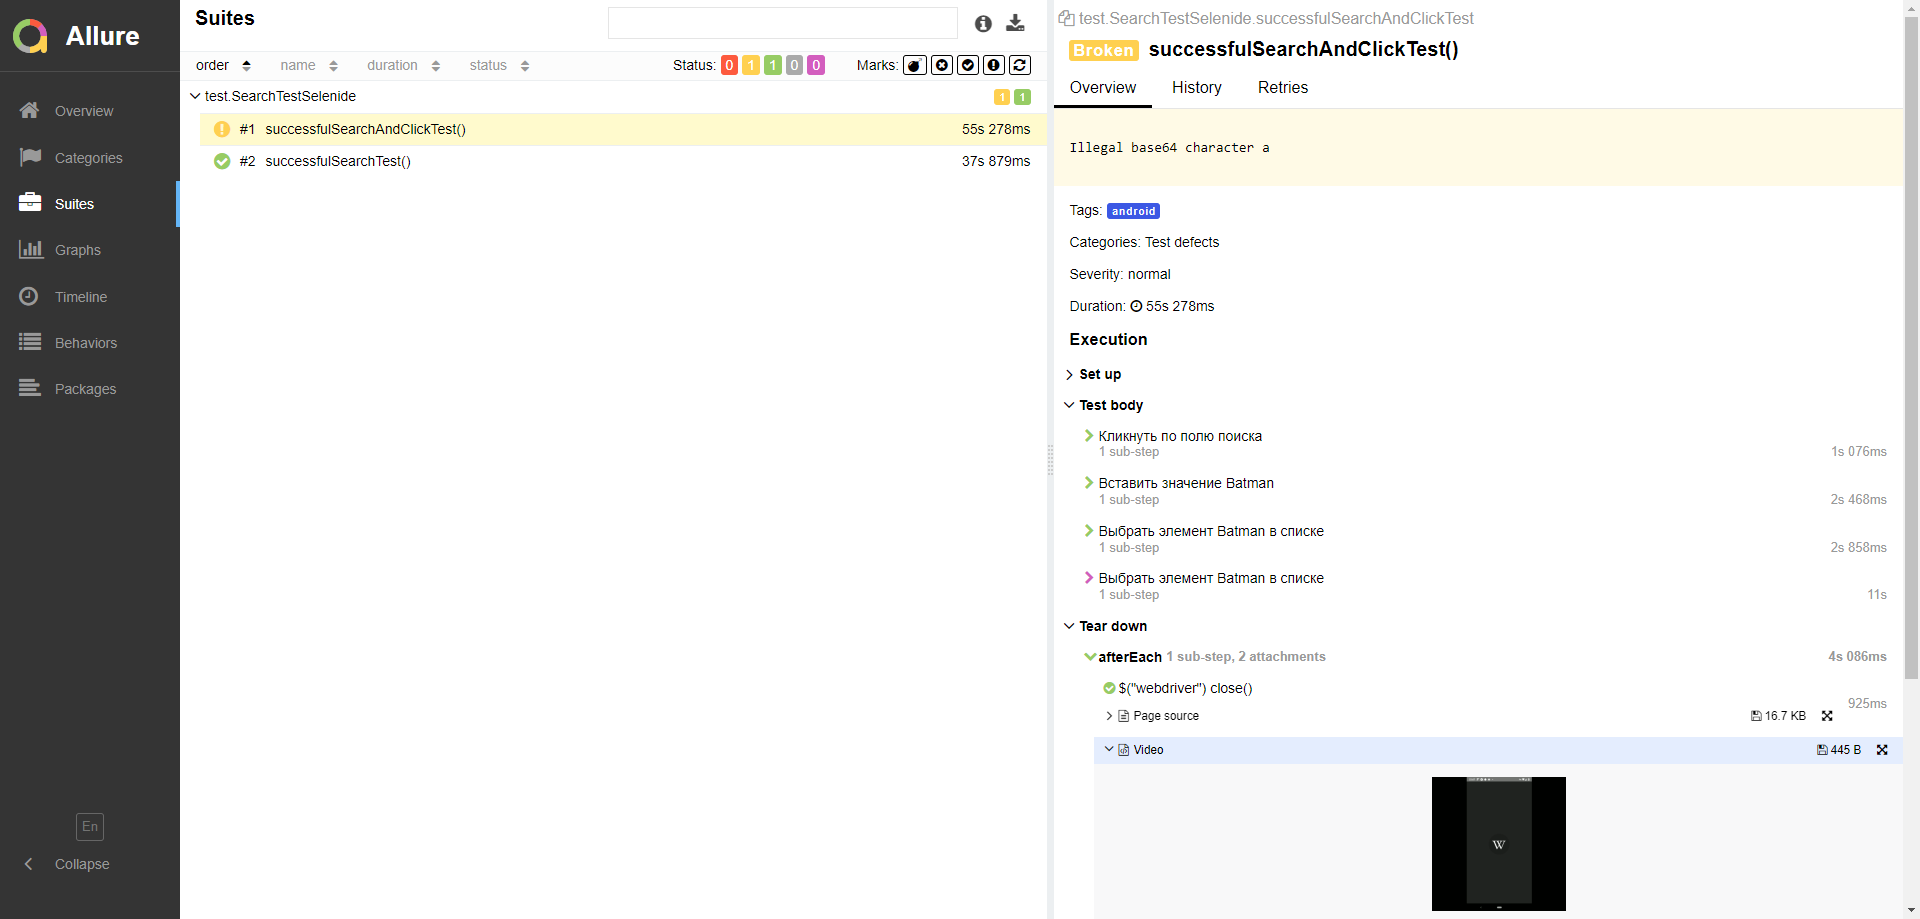 Allure
Overview
Categories
Suites
Graphs
Timeline
Behaviors
Packages
En
Collapse
Suites
order name duration status
Status: 0 1 1 0 0
Marks:
test.SearchTestSelenide 1 1
#1 successfulSearchAndClickTest() 55s 278ms
#2 successfulSearchTest() 37s 879ms
test.SearchTestSelenide.successfulSearchAndClickTest
Broken successfulSearchAndClickTest()
Overview History Retries
Illegal base64 character a
Tags: android
Categories: Test defects
Severity: normal
Duration: 55s 278ms
Execution
Set up
Test body
Кликнуть по полю поиска
1 sub-step 1s 076ms
Вставить значение Batman
1 sub-step 2s 468ms
Выбрать элемент Batman в списке
1 sub-step 2s 858ms
Выбрать элемент Batman в списке
1 sub-step 11s
Tear down
afterEach 1 sub-step, 2 attachments 4s 086ms
$("webdriver") close()
925ms
Page source 16.7 KB
Video 445 B
W